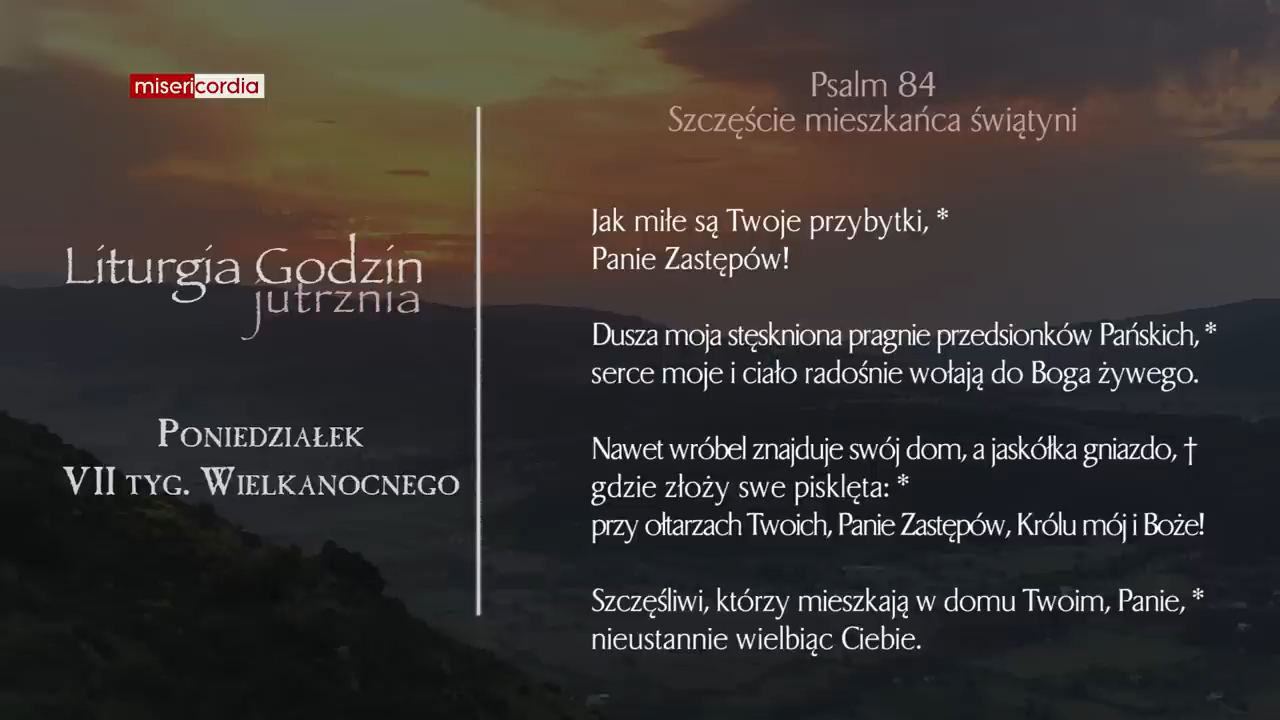 misericordia
Liturgia Godzin
jutrznia
Poniedziałek
VII tyg. Wielkanocnego
Psalm 84
Szczęście mieszkańca świątyni
Jak miłe są Twoje przybytki, *
Panie Zastępów!
Dusza moja stęskniona pragnie przedsionków Pańskich, *
serce moje i ciało radośnie wołają do Boga żywego.
Nawet wróbel znajduje swój dom, a jaskółka gniazdo, †
gdzie złoży swe pisklęta: *
przy ołtarzach Twoich, Panie Zastępów, Królu mój i Boże!
Szczęśliwi, którzy mieszkają w domu Twoim, Panie, *
nieustannie wielbiąc Ciebie.